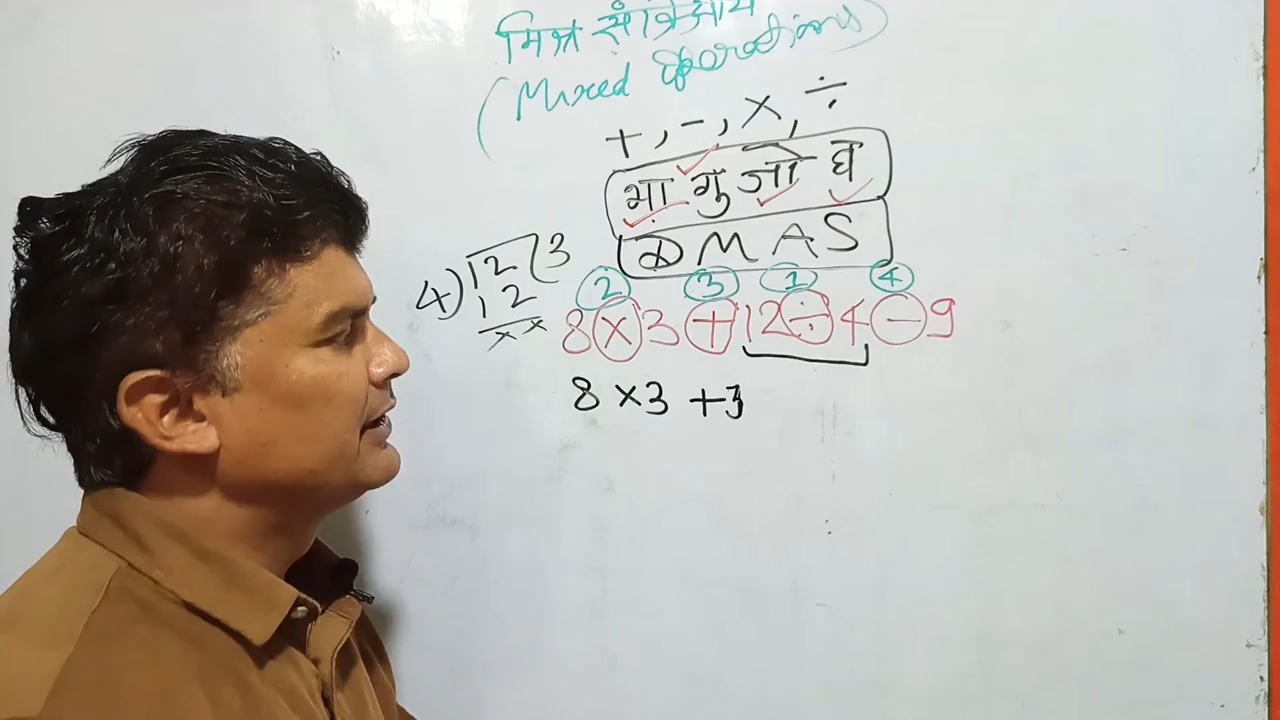 मिश्र संक्रियाय
(Mixed Operations)
+, -, ×, ÷
भा गु जो घ
D M A S
4)12(3
12
× ×
2 3 1 4
8 × 3 + 12 ÷ 4 - 9
8 × 3 + 3